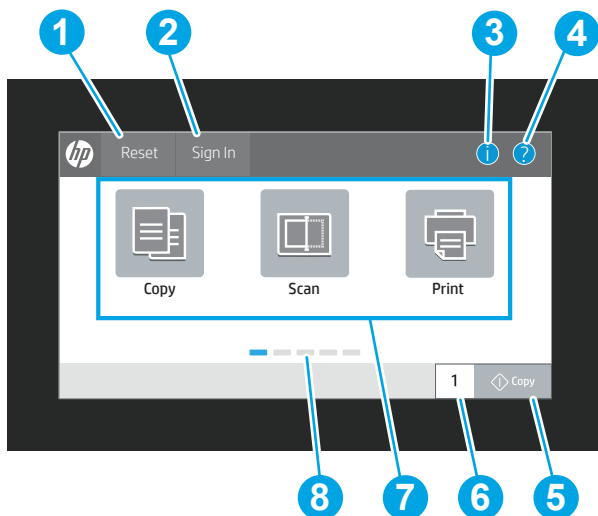 1 2 3 4
hp Reset Sign In i ?
Copy Scan Print
1 Copy
8 7 6 5